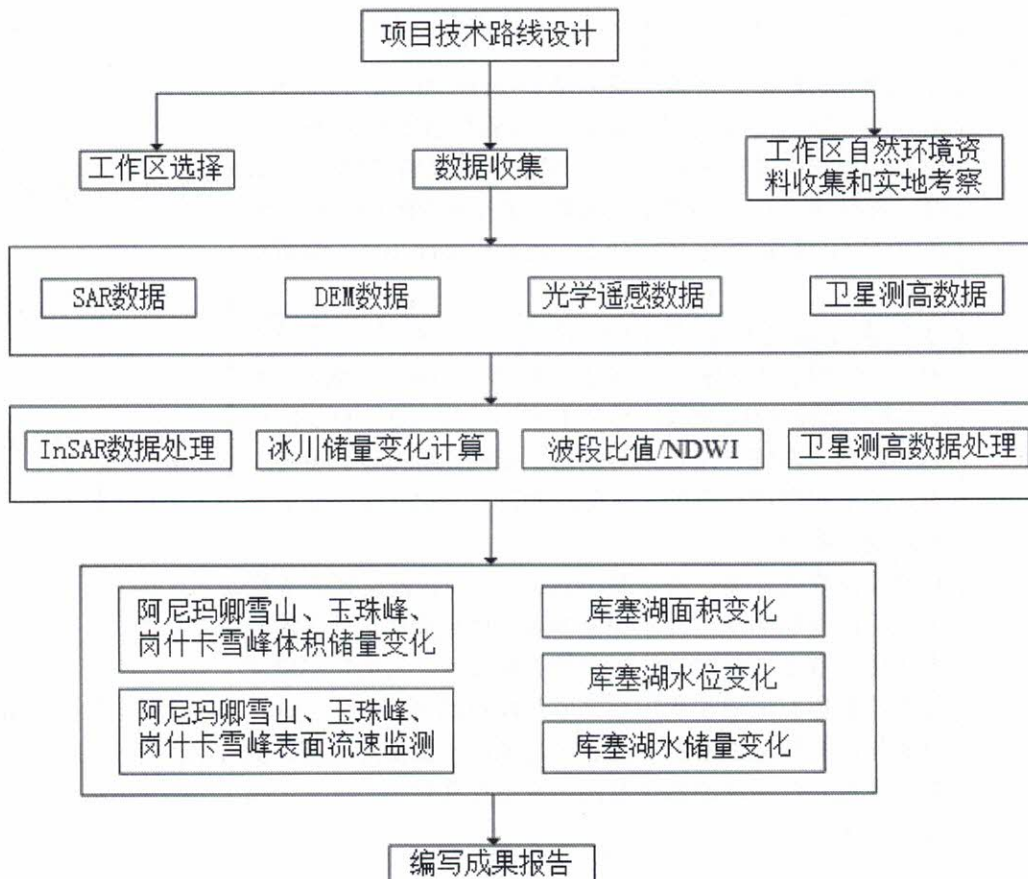 项目技术路线设计
工作区选择
数据收集
工作区自然环境资
料收集和实地考察
SAR数据
DEM数据
光学遥感数据
卫星测高数据
InSAR数据处理
冰川储量变化计算
波段比值/NDWI
卫星测高数据处理
阿尼玛卿雪山、玉珠峰、
岗什卡雪峰体积储量变化
阿尼玛卿雪山、玉珠峰、
岗什卡雪峰表面流速监测
库塞湖面积变化
库塞湖水位变化
库塞湖水储量变化
编写成果报告